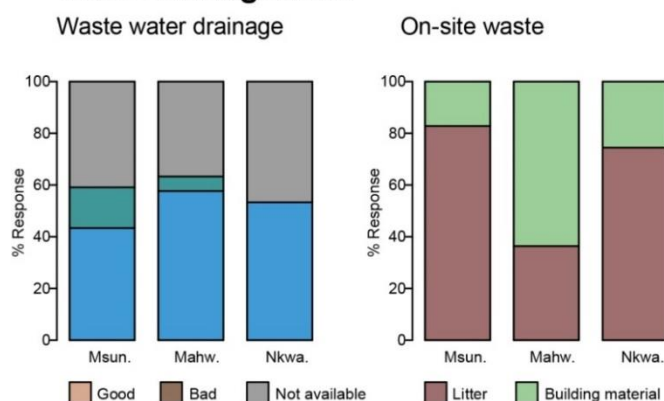 Waste water drainage
On-site waste
100
80
60
40
20
0
% Response
Msun.
Mahw.
Nkwa.
Good
Bad
Not available
100
80
60
40
20
0
% Response
Msun.
Mahw.
Nkwa.
Litter
Building material